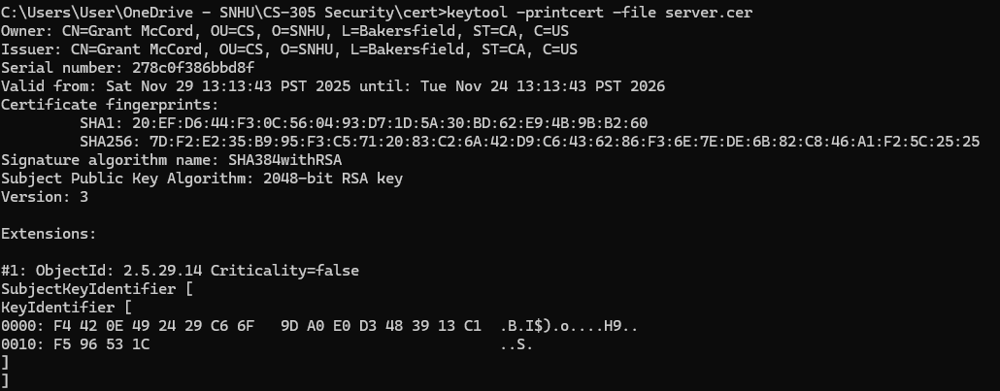 C:\Users\User\OneDrive - SNHU\CS-305 Security\cert>keytool -printcert -file server.cer
Owner: CN=Grant McCord, OU=CS, O=SNHU, L=Bakersfield, ST=CA, C=US
Issuer: CN=Grant McCord, OU=CS, O=SNHU, L=Bakersfield, ST=CA, C=US
Serial number: 278c0f386bbd8f
Valid from: Sat Nov 29 13:13:43 PST 2025 until: Tue Nov 24 13:13:43 PST 2026
Certificate fingerprints:
         SHA1: 20:EF:D6:44:F3:0C:56:04:93:D7:1D:5A:30:BD:62:E9:4B:9B:B2:60
         SHA256: 7D:F2:E2:35:B9:95:F3:C5:71:20:83:C2:6A:42:D9:C6:43:62:86:F3:6E:7E:DE:6B:82:C8:46:A1:F2:5C:25:25
Signature algorithm name: SHA384withRSA
Subject Public Key Algorithm: 2048-bit RSA key
Version: 3
Extensions:
#1: ObjectId: 2.5.29.14 Criticality=false
SubjectKeyIdentifier [
KeyIdentifier [
0000: F4 42 0E 49 24 29 C6 6F   9D A0 E0 D3 48 39 13 C1  .B.I$).o....H9..
0010: F5 96 53 1C                                        ..S.
]
]